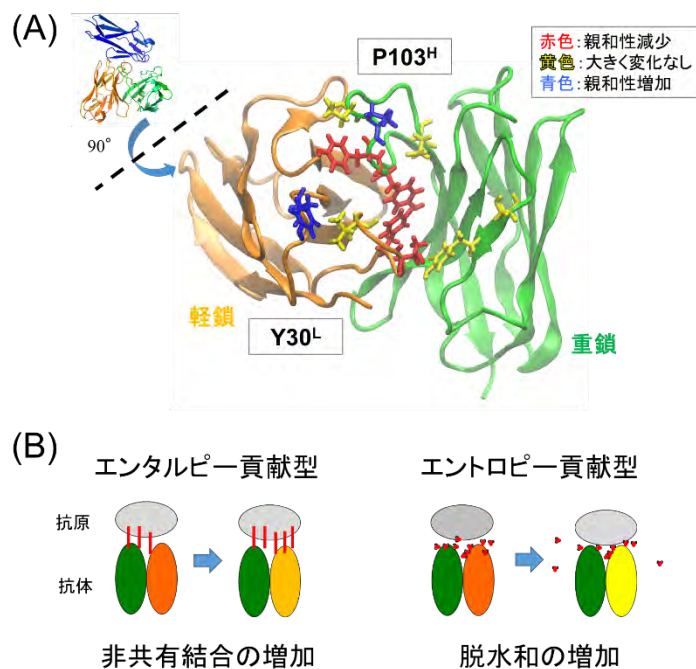 (A)
90°
P103ᴴ
赤色：親和性減少
黄色：大きく変化なし
青色：親和性増加
軽鎖
Y30ᴸ
重鎖
(B)
エンタルピー貢献型
エントロピー貢献型
抗原
抗体
非共有結合の増加
脱水和の増加